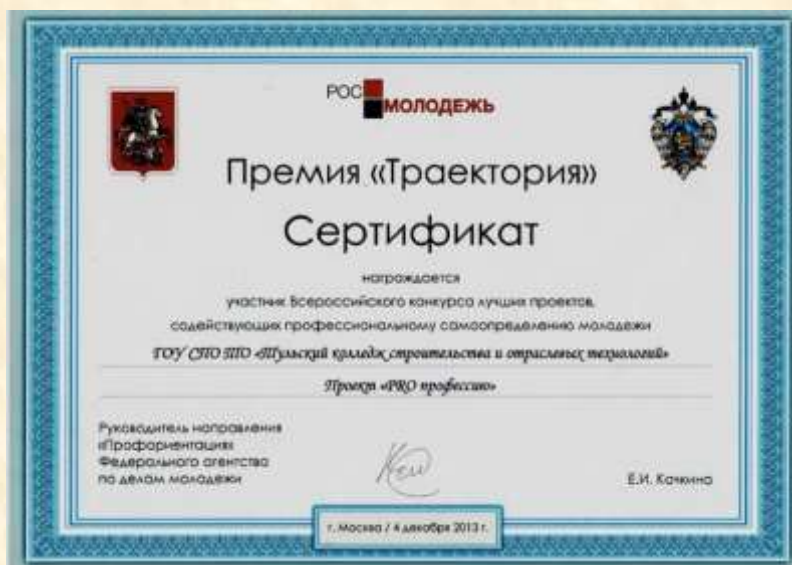 РОС
МОЛОДЕЖЬ
Премия «Траектория»
Сертификат
награждается
участник Всероссийского конкурса лучших проектов,
содействующих профессиональному самоопределению молодежи
ГОУ СПО ТО «Тульский колледж строительства и отраслевых технологий»
Проект «PRO профессию»
Руководитель направления
«Профориентация»
Федерального агентства
по делам молодежи
Е.И. Качкина
г. Москва / 4 декабря 2013 г.